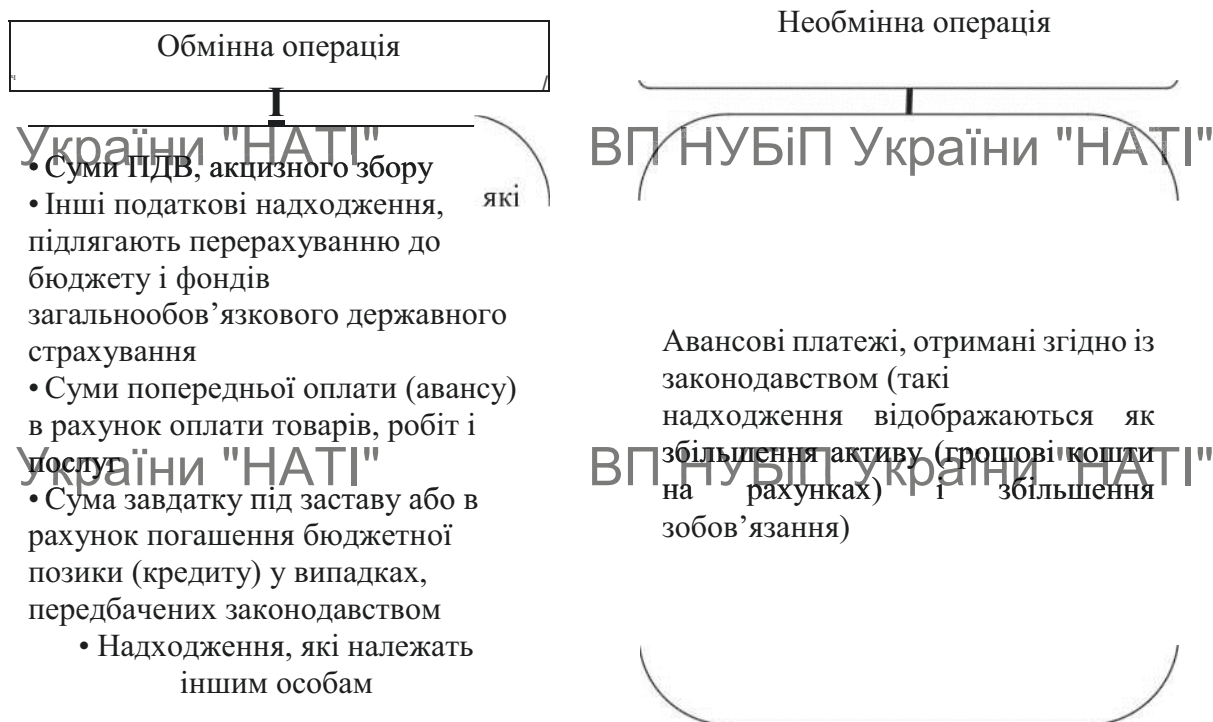 Обмінна операція
• Суми ПДВ, акцизного збору
• Інші податкові надходження, які
підлягають перерахуванню до
бюджету і фондів
загальнообов’язкового державного
страхування
• Суми попередньої оплати (авансу)
в рахунок оплати товарів, робіт і
послуг
• Сума завдатку під заставу або в
рахунок погашення бюджетної
позики (кредиту) у випадках,
передбачених законодавством
• Надходження, які належать
іншим особам
Необмінна операція
Авансові платежі, отримані згідно із
законодавством (такі
надходження відображаються як
збільшення активу (грошові кошти
на рахунках) і збільшення
зобов’язання)
України "НАТІ"
ВП НУБіП України "НАТІ"
України "НАТІ"
ВП НУБіП України "НАТІ"